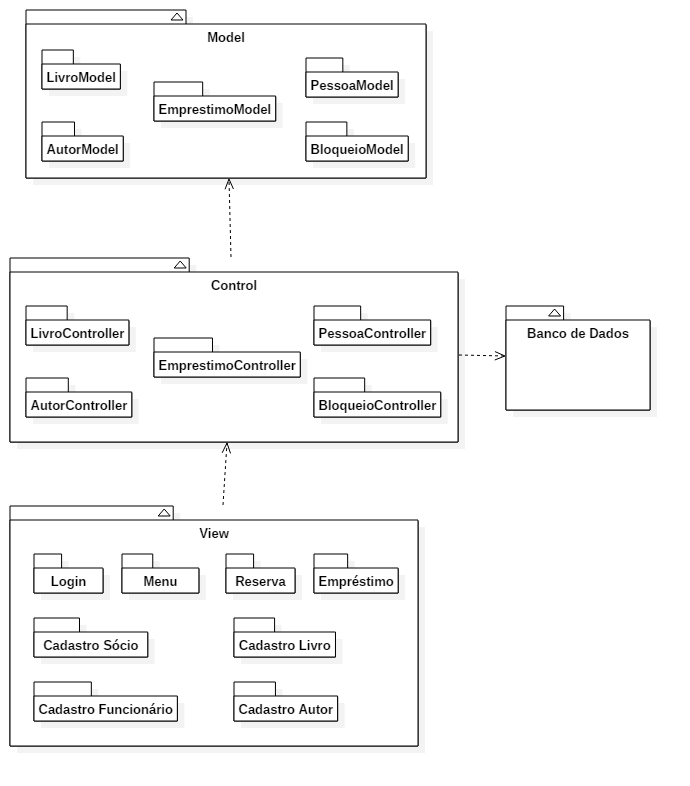 Model
LivroModel
PessoaModel
EmprestimoModel
AutorModel
BloqueioModel
Control
LivroController
PessoaController
EmprestimoController
AutorController
BloqueioController
Banco de Dados
View
Login
Menu
Reserva
Empréstimo
Cadastro Sócio
Cadastro Livro
Cadastro Funcionário
Cadastro Autor